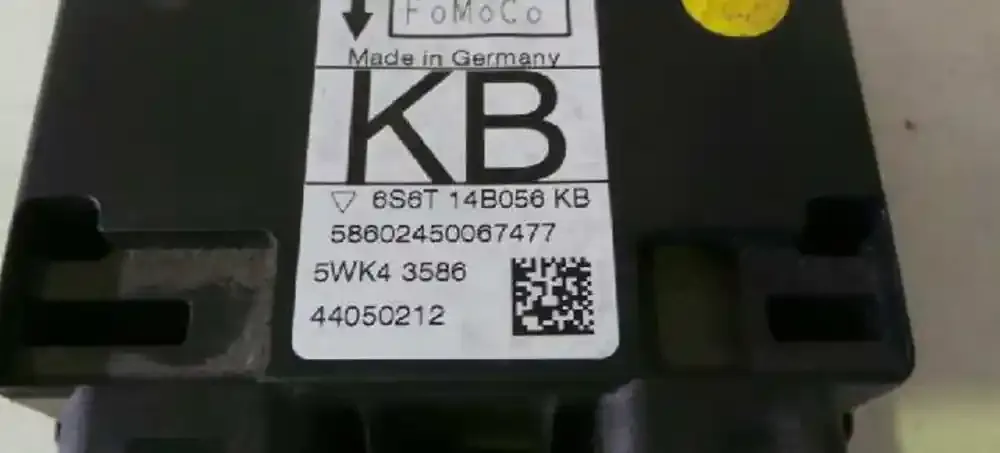 FoMoCo
Made in Germany
KB
6S6T 14B056 KB
58602450067477
5WK4 3586
44050212